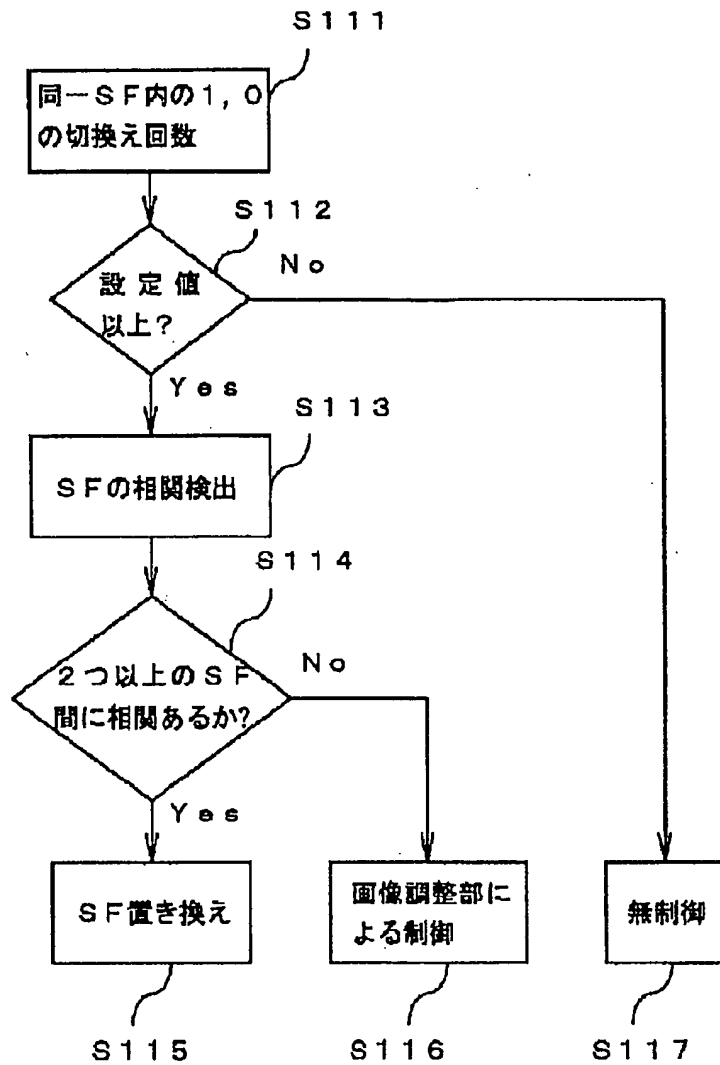 S111
同一SF内の1,0
の切換え回数
S112
設定値
以上?
No
Yes
S113
SFの相関検出
S114
2つ以上のSF
間に相関あるか?
No
Yes
SF置き換え
画像調整部に
よる制御
無制御
S115
S116
S117